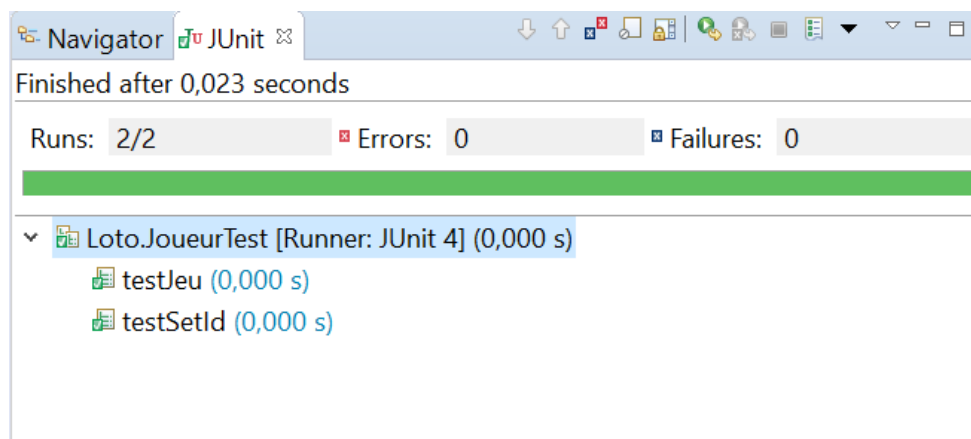 Navigator JU JUnit
Finished after 0,023 seconds
Runs: 2/2 Errors: 0 Failures: 0
Loto.JoueurTest [Runner: JUnit 4] (0,000 s)
testJeu (0,000 s)
testSetId (0,000 s)